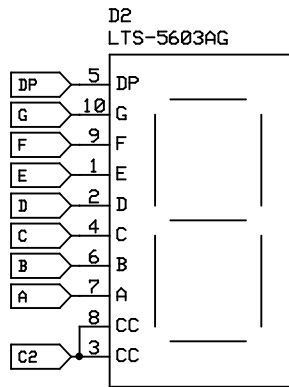 D2
LTS-5603AG
DP 5 DP
G 10 G
F 9 F
E 1 E
D 2 D
C 4 C
B 6 B
A 7 A
8 CC
C2 3 CC